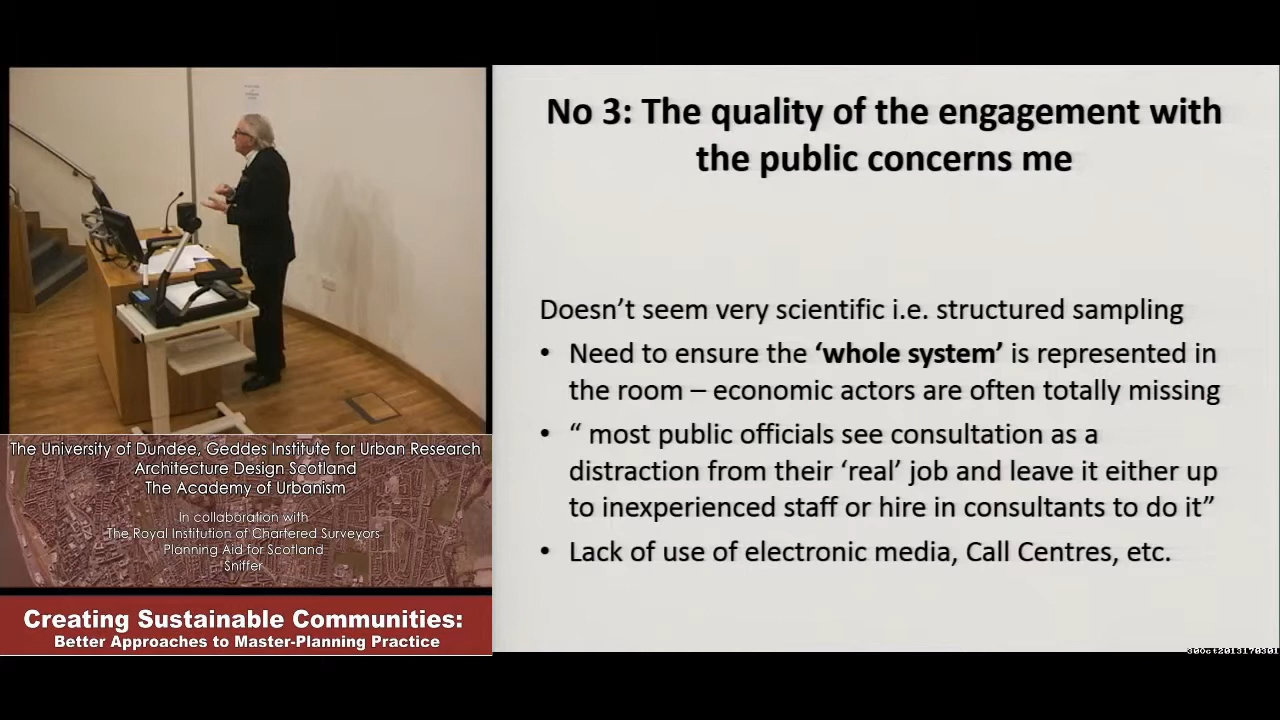 No 3: The quality of the engagement with
the public concerns me
Doesn’t seem very scientific i.e. structured sampling
• Need to ensure the ‘whole system’ is represented in
the room – economic actors are often totally missing
• “ most public officials see consultation as a
distraction from their ‘real’ job and leave it either up
to inexperienced staff or hire in consultants to do it”
• Lack of use of electronic media, Call Centres, etc.
The University of Dundee, Geddes Institute for Urban Research
Architecture Design Scotland
The Academy of Urbanism
In collaboration with
The Royal Institution of Chartered Surveyors
Planning Aid for Scotland
Sniffer
Creating Sustainable Communities:
Better Approaches to Master-Planning Practice